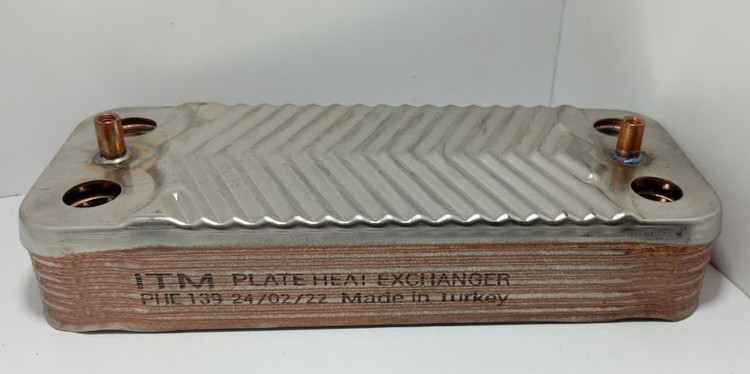 ITM PLATE HEAT EXCHANGER
PHE 139 24/02/22 Made in Turkey